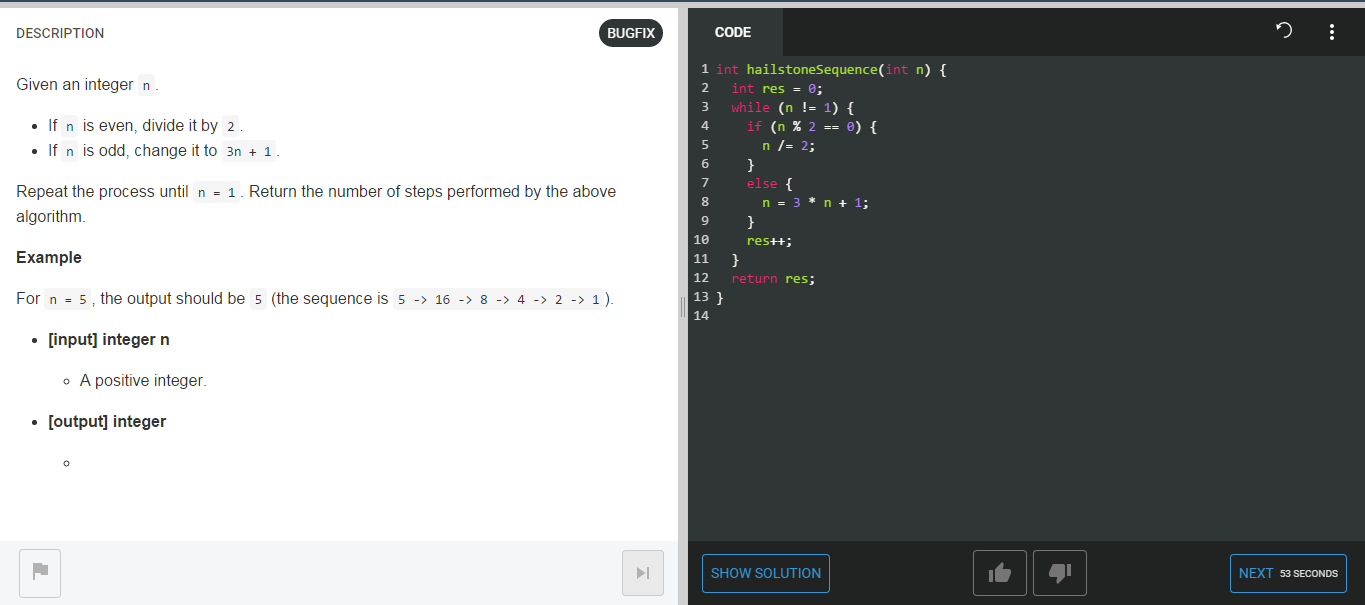 DESCRIPTION
BUGFIX
Given an integer n .
If n is even, divide it by 2 .
If n is odd, change it to 3n + 1 .
Repeat the process until n = 1 . Return the number of steps performed by the above
algorithm.
Example
For n = 5 , the output should be 5 (the sequence is 5 -> 16 -> 8 -> 4 -> 2 -> 1 ).
[input] integer n
A positive integer.
[output] integer
CODE
1 int hailstoneSequence(int n) {
2   int res = 0;
3   while (n != 1) {
4     if (n % 2 == 0) {
5       n /= 2;
6     }
7     else {
8       n = 3 * n + 1;
9     }
10     res++;
11   }
12   return res;
13 }
14
SHOW SOLUTION
NEXT 53 SECONDS